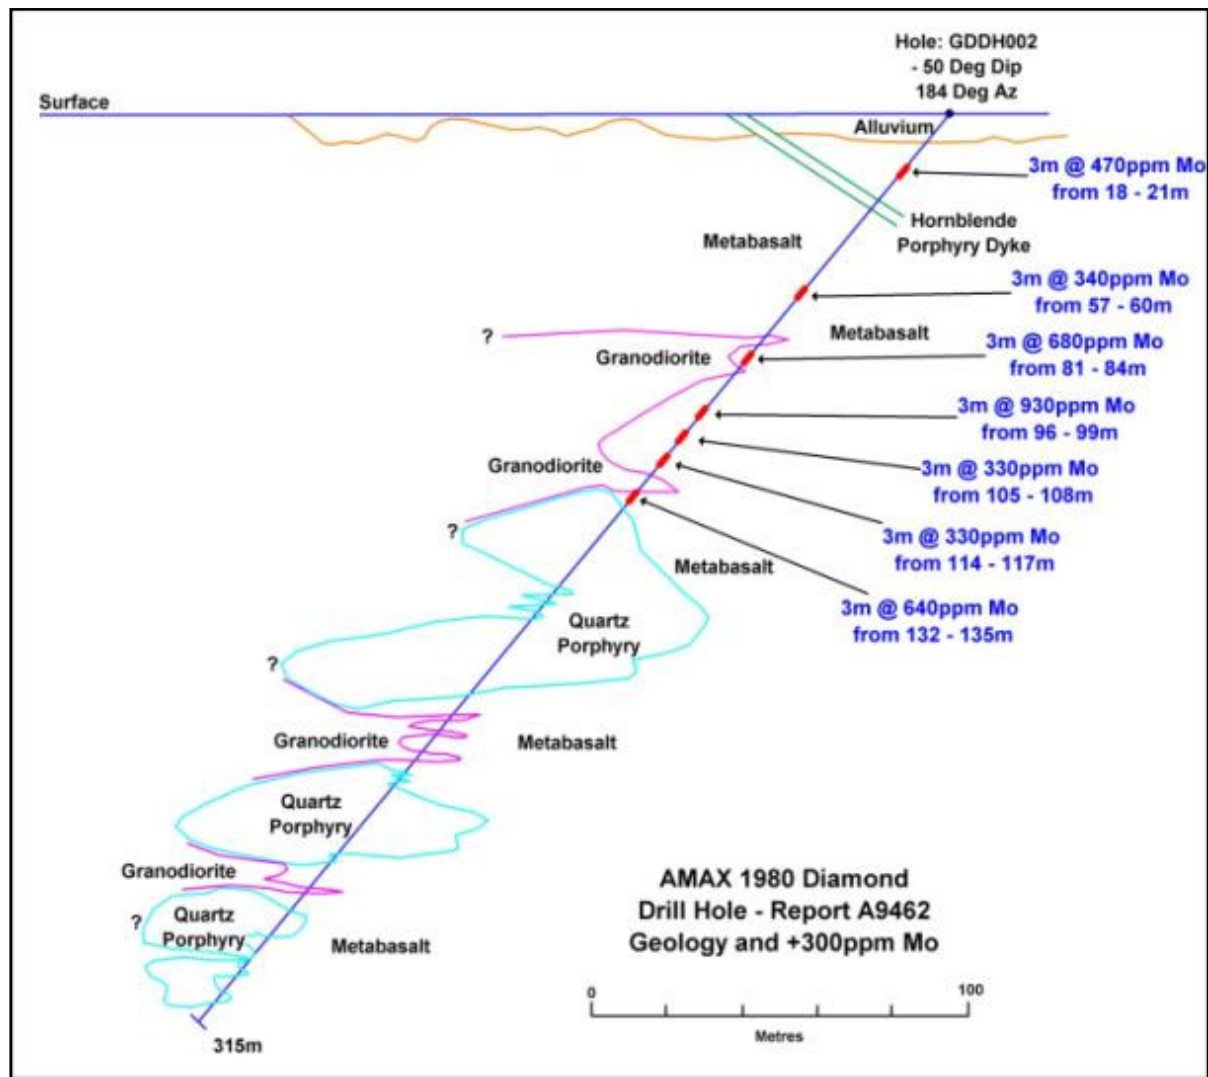 Hole: GDDH002
- 50 Deg Dip
184 Deg Az
Surface
Alluvium
3m @ 470ppm Mo
from 18 - 21m
Hornblende
Porphyry Dyke
Metabasalt
3m @ 340ppm Mo
from 57 - 60m
?
Metabasalt
Granodiorite
3m @ 680ppm Mo
from 81 - 84m
3m @ 930ppm Mo
from 96 - 99m
Granodiorite
3m @ 330ppm Mo
from 105 - 108m
?
3m @ 330ppm Mo
from 114 - 117m
Metabasalt
3m @ 640ppm Mo
from 132 - 135m
Quartz
Porphyry
?
Granodiorite
Metabasalt
Quartz
Porphyry
Granodiorite
?
Quartz
Porphyry
Metabasalt
AMAX 1980 Diamond
Drill Hole - Report A9462
Geology and +300ppm Mo
0
100
Metres
315m